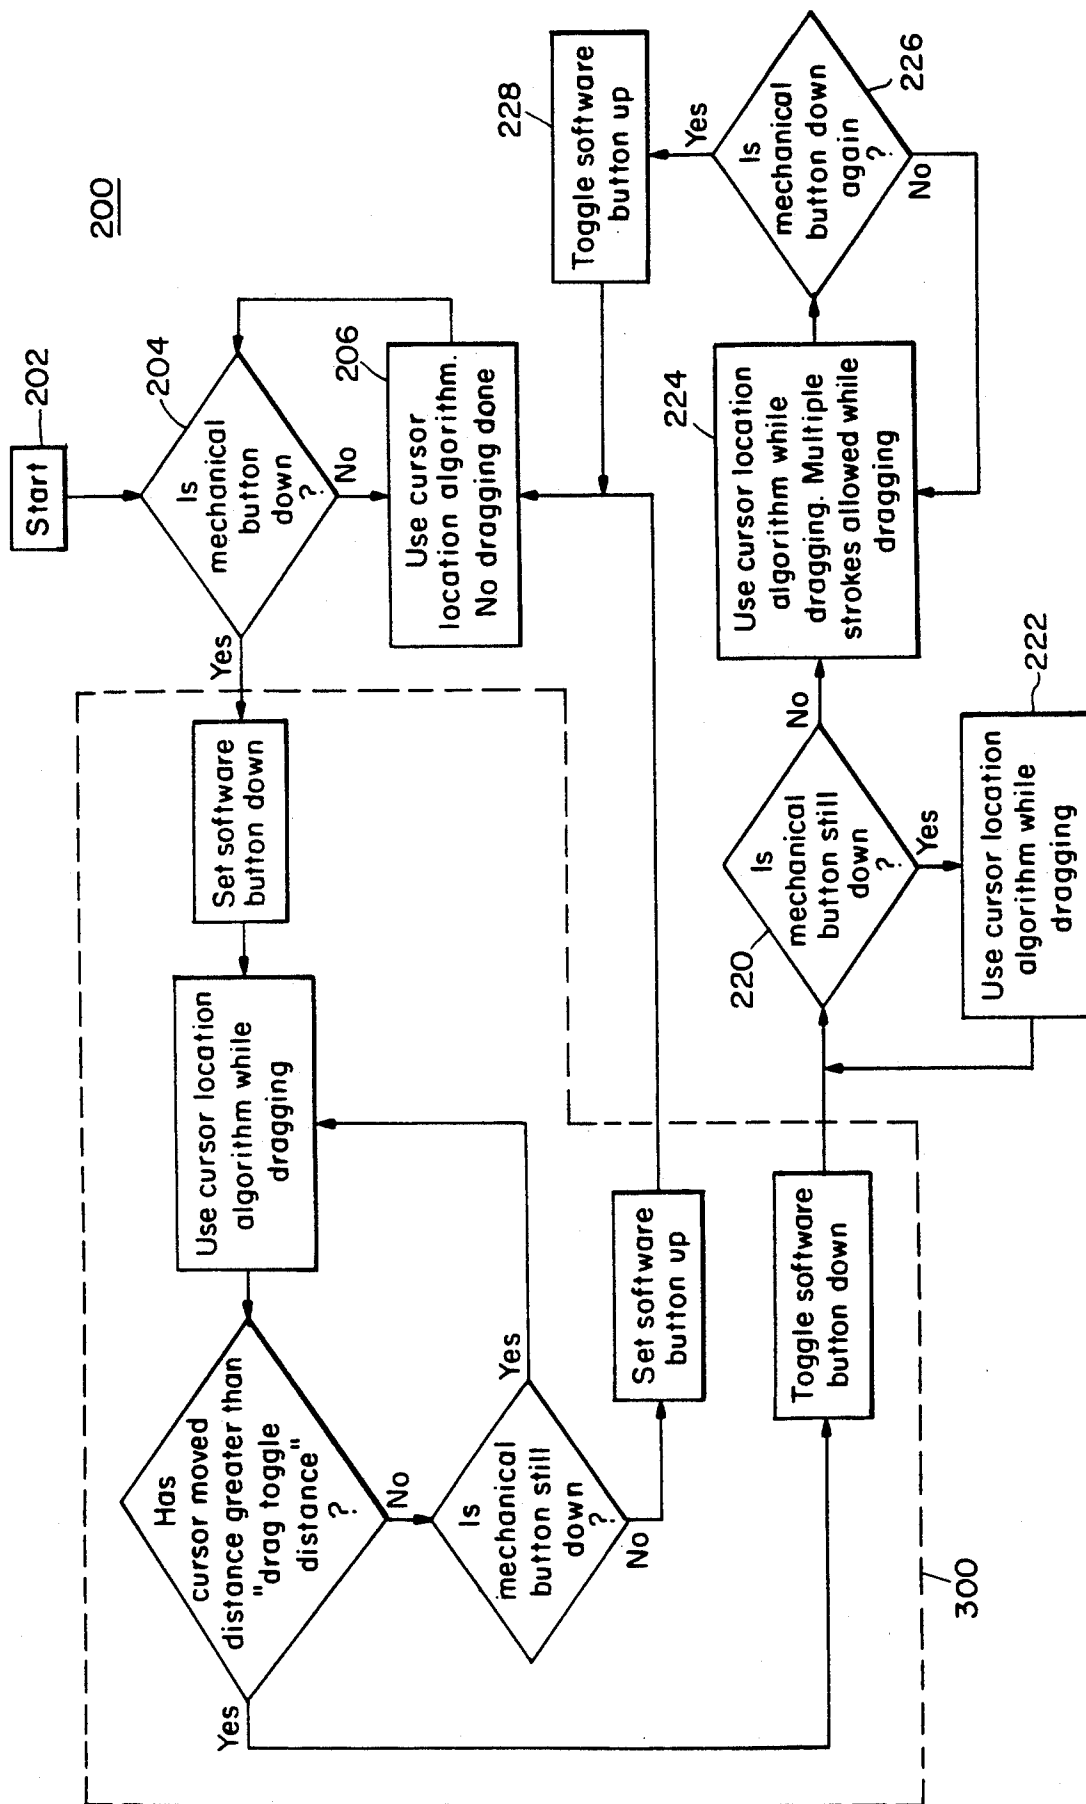 200
Start
202
Is
mechanical
button
down
?
204
Yes
No
Use cursor
location algorithm.
No dragging done
206
Set software
button down
Use cursor location
algorithm while
dragging
Has
cursor moved
distance greater than
"drag toggle"
distance
?
Yes
No
Is
mechanical
button still
down
?
Yes
No
Set software
button up
Toggle software
button down
300
Is
mechanical
button still
down
?
220
Yes
No
Use cursor location
algorithm while
dragging
222
Use cursor location
algorithm while
dragging. Multiple
strokes allowed while
dragging
224
Is
mechanical
button down
again
?
226
Yes
No
Toggle software
button up
228